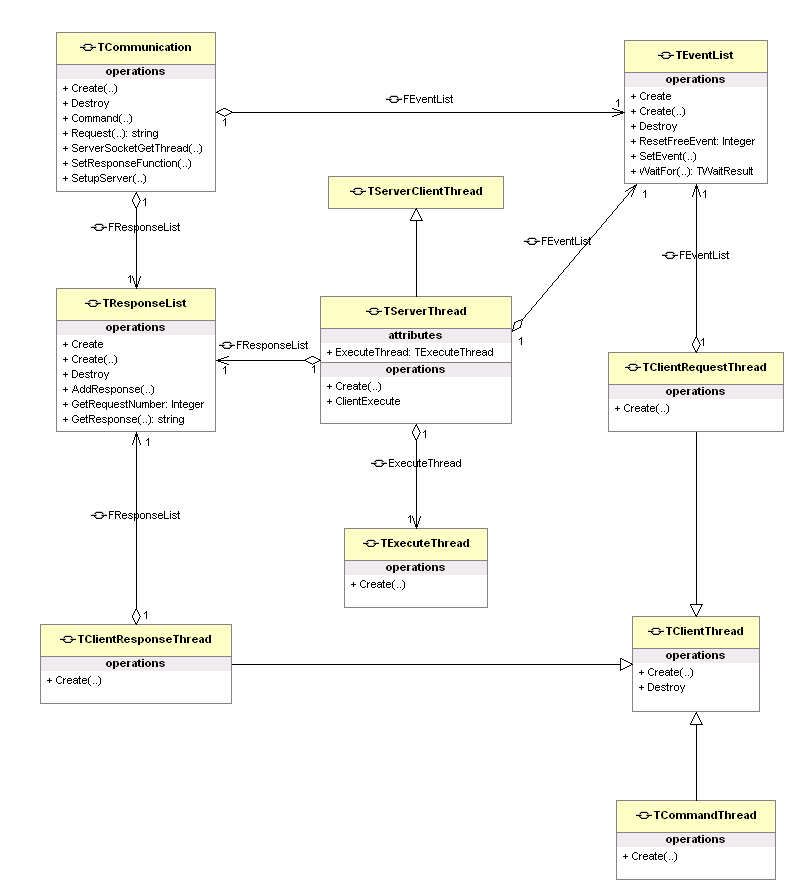 TCommunication
operations
+ Create(..)
+ Destroy
+ Command(..)
+ Request(..): string
+ ServerSocketGetThread(..)
+ SetResponseFunction(..)
+ SetupServer(..)
1
FEventList
1
TEventList
operations
+ Create
+ Create(..)
+ Destroy
+ ResetFreeEvent: Integer
+ SetEvent(..)
+ WaitFor(..): TWaitResult
1
FResponseList
1
TServerClientThread
1
FEventList
1
1
FEventList
1
TResponseList
operations
+ Create
+ Create(..)
+ Destroy
+ AddResponse(..)
+ GetRequestNumber: Integer
+ GetResponse(..): string
FResponseList
1
1
TServerThread
attributes
+ ExecuteThread: TExecuteThread
operations
+ Create(..)
+ ClientExecute
TClientRequestThread
operations
+ Create(..)
1
FResponseList
1
1
ExecuteThread
1
TExecuteThread
operations
+ Create(..)
TClientResponseThread
operations
+ Create(..)
TClientThread
operations
+ Create(..)
+ Destroy
TCommandThread
operations
+ Create(..)